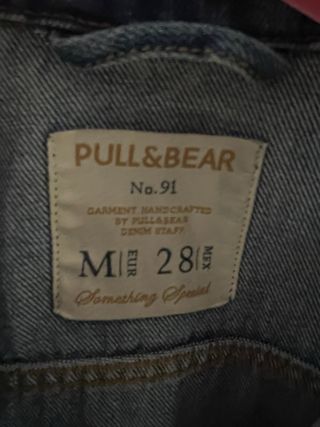 PULL&BEAR
No.91
GARMENT HANDCRAFTED
BY PULL&BEAR
DENIM STAFF.
M EUR 28 MEX
Something Special